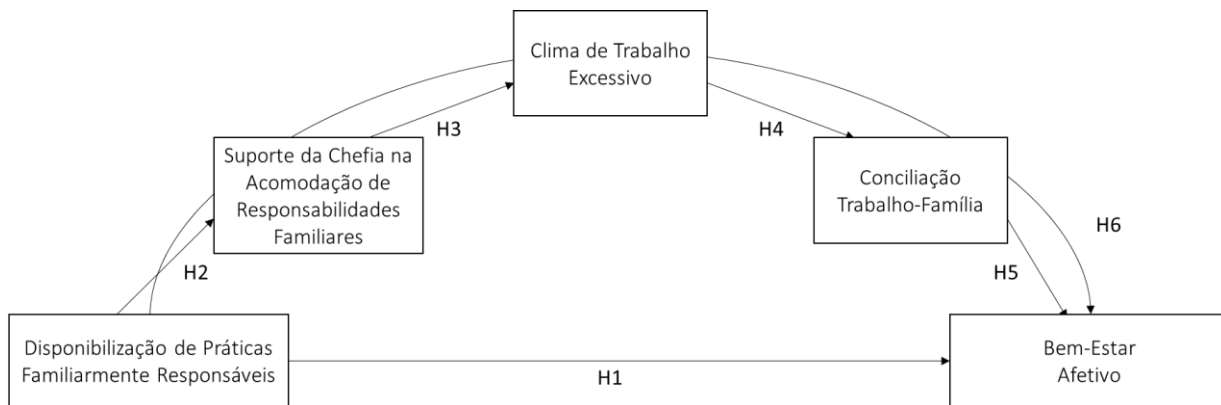 Clima de Trabalho
Excessivo
H3
H4
Suporte da Chefia na
Acomodação de
Responsabilidades
Familiares
Conciliação
Trabalho-Família
H2
H5
H6
Disponibilização de Práticas
Familiarmente Responsáveis
H1
Bem-Estar
Afetivo